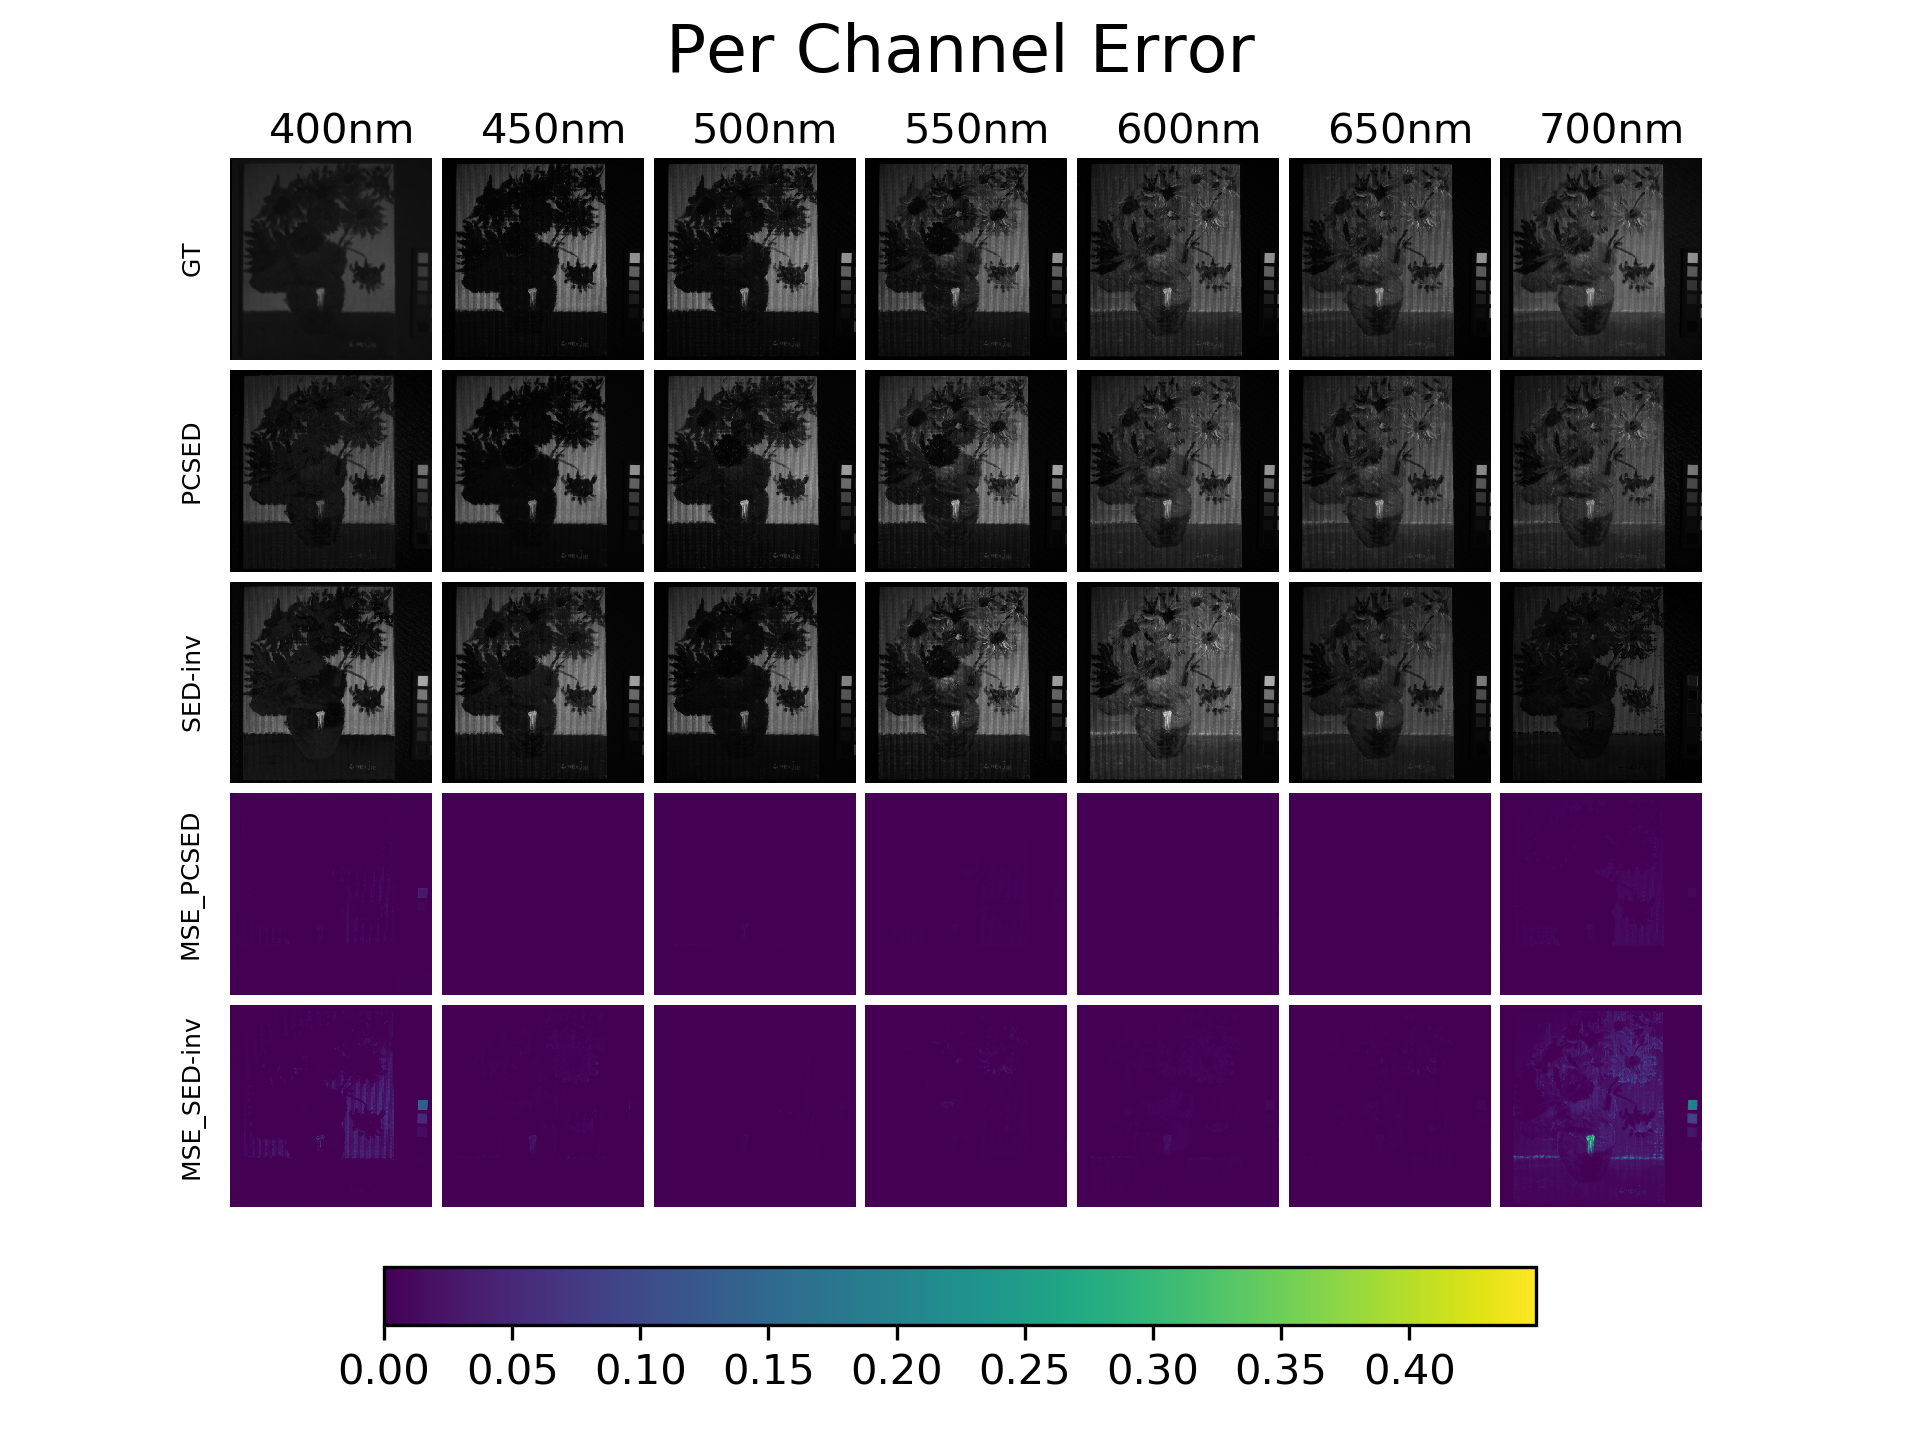 Per Channel Error
400nm 450nm 500nm 550nm 600nm 650nm 700nm
GT
PCSED
SED-inv
MSE_PCSED
MSE_SED-inv
0.00 0.05 0.10 0.15 0.20 0.25 0.30 0.35 0.40